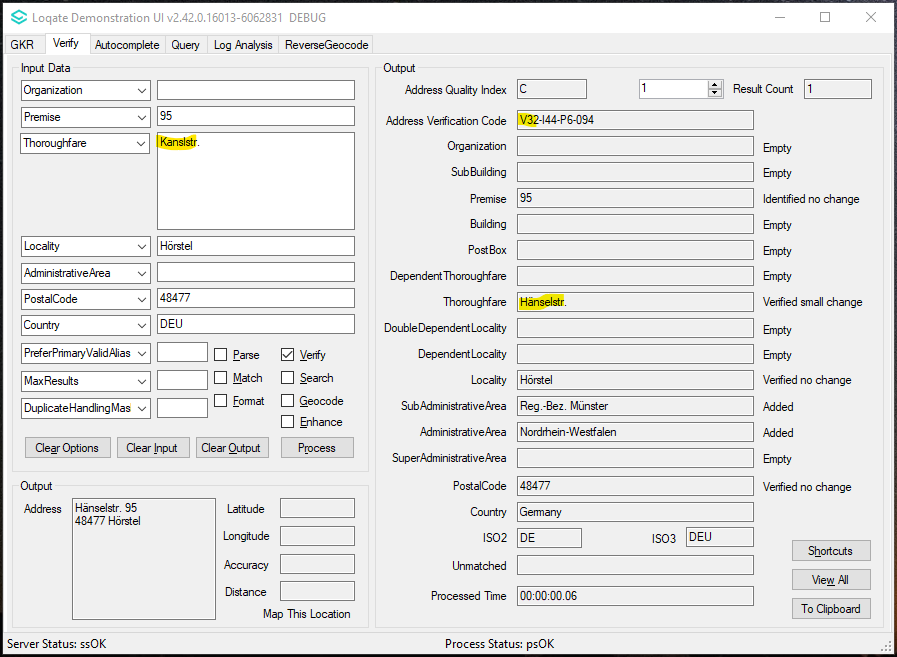 Loqate Demonstration UI v2.42.0.16013-6062831 DEBUG
GKR Verify Autocomplete Query Log Analysis ReverseGeocode
Input Data
Organization
Premise 95
Thoroughfare Kanslstr.
Locality Hörstel
AdministrativeArea
PostalCode 48477
Country DEU
PreferPrimaryValidAlias Parse Verify
MaxResults Match Search
DuplicateHandlingMas Format Geocode
Enhance
Clear Options Clear Input Clear Output Process
Output
Address Hänselstr. 95
48477 Hörstel
Latitude
Longitude
Accuracy
Distance
Map This Location
Output
Address Quality Index C 1 Result Count 1
Address Verification Code V32-I44-P6-094
Organization Empty
SubBuilding Empty
Premise 95 Identified no change
Building Empty
PostBox Empty
DependentThoroughfare Empty
Thoroughfare Hänselstr. Verified small change
DoubleDependentLocality Empty
DependentLocality Empty
Locality Hörstel Verified no change
SubAdministrativeArea Reg.-Bez. Münster Added
AdministrativeArea Nordrhein-Westfalen Added
SuperAdministrativeArea Empty
PostalCode 48477 Verified no change
Country Germany
ISO2 DE ISO3 DEU
Unmatched
Processed Time 00:00:00.06
Shortcuts
View All
To Clipboard
Server Status: ssOK Process Status: psOK